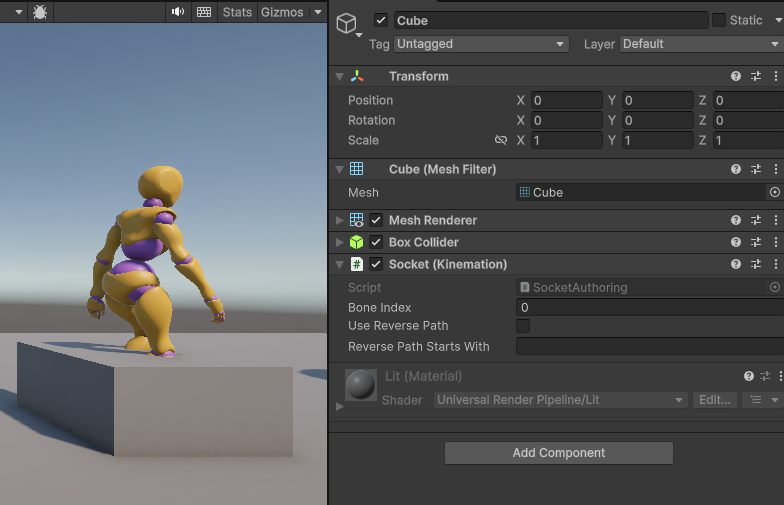 Stats Gizmos
Cube
Static
Tag Untagged Layer Default
Transform
Position X 0 Y 0 Z 0
Rotation X 0 Y 0 Z 0
Scale X 1 Y 1 Z 1
Cube (Mesh Filter)
Mesh Cube
Mesh Renderer
Box Collider
# Socket (Kinemation)
Script # SocketAuthoring
Bone Index 0
Use Reverse Path
Reverse Path Starts With
Lit (Material)
Shader Universal Render Pipeline/Lit Edit...
Add Component